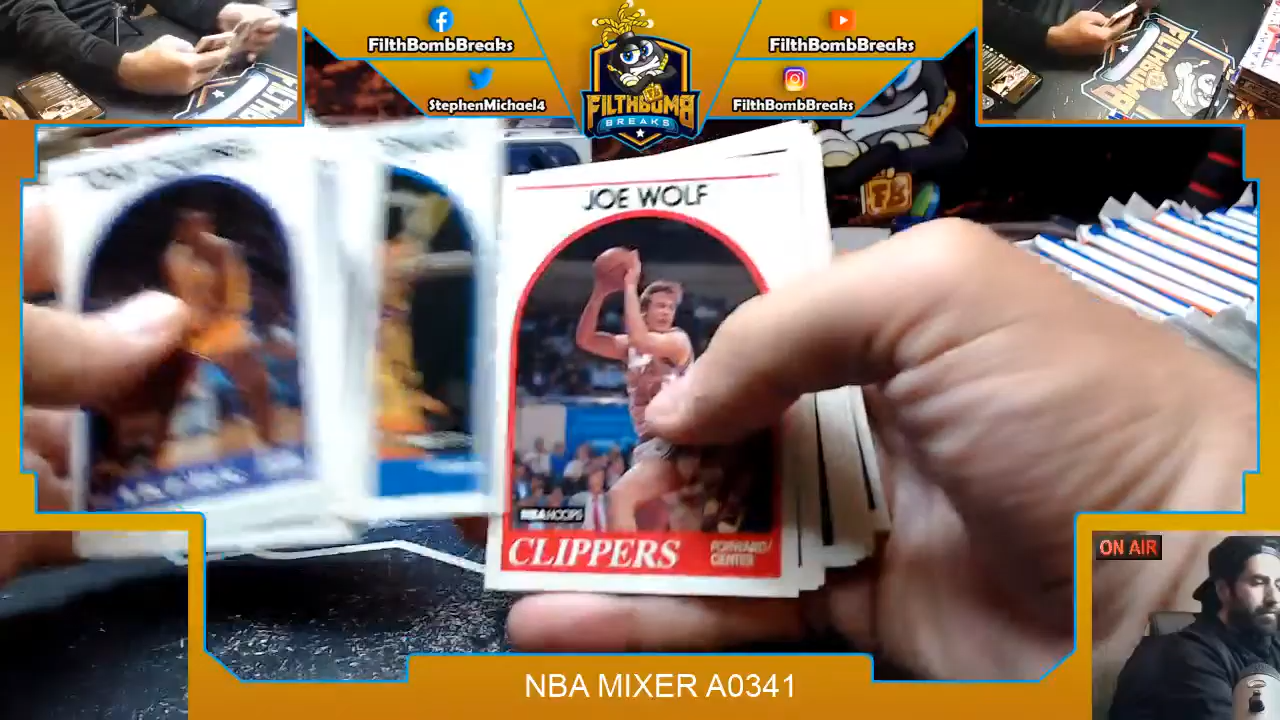 FilthBombBreaks
FilthBombBreaks
StephenMichael4
FilthBombBreaks
FILTHBOMB
BREAKS
JOE WOLF
NBA HOOPS
CLIPPERS
FORWARD/
CENTER
ON AIR
NBA MIXER A0341